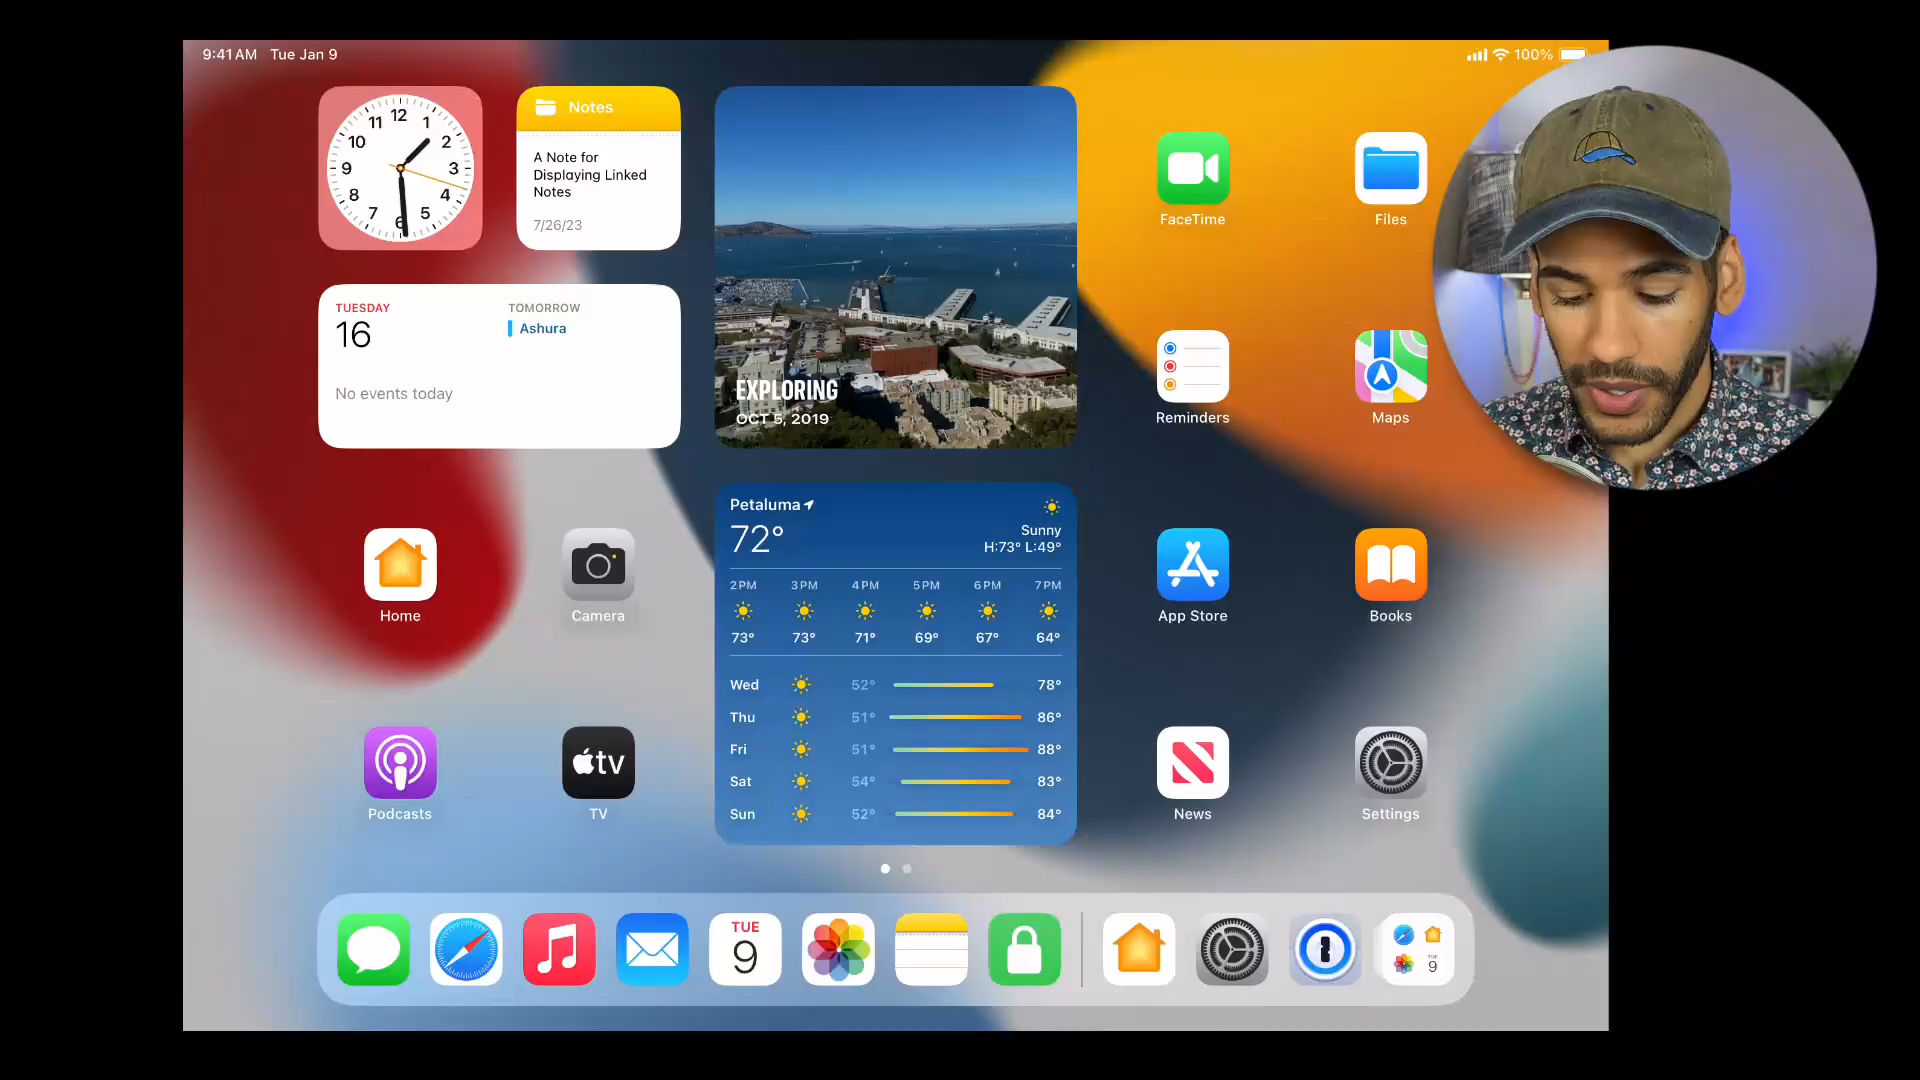 9:41 AM Tue Jan 9
100%
12
1
2
3
4
5
6
7
8
9
10
11
Notes
A Note for
Displaying Linked
Notes
7/26/23
TUESDAY
16
No events today
TOMORROW
Ashura
EXPLORING
OCT 5, 2019
FaceTime
Files
Reminders
Maps
Home
Camera
Petaluma
72°
Sunny
H:73° L:49°
2PM 3PM 4PM 5PM 6PM 7PM
73° 73° 71° 69° 67° 64°
Wed 52° 78°
Thu 51° 86°
Fri 51° 88°
Sat 54° 83°
Sun 52° 84°
App Store
Books
Podcasts
tv
TV
News
Settings
TUE
9
TUE
9